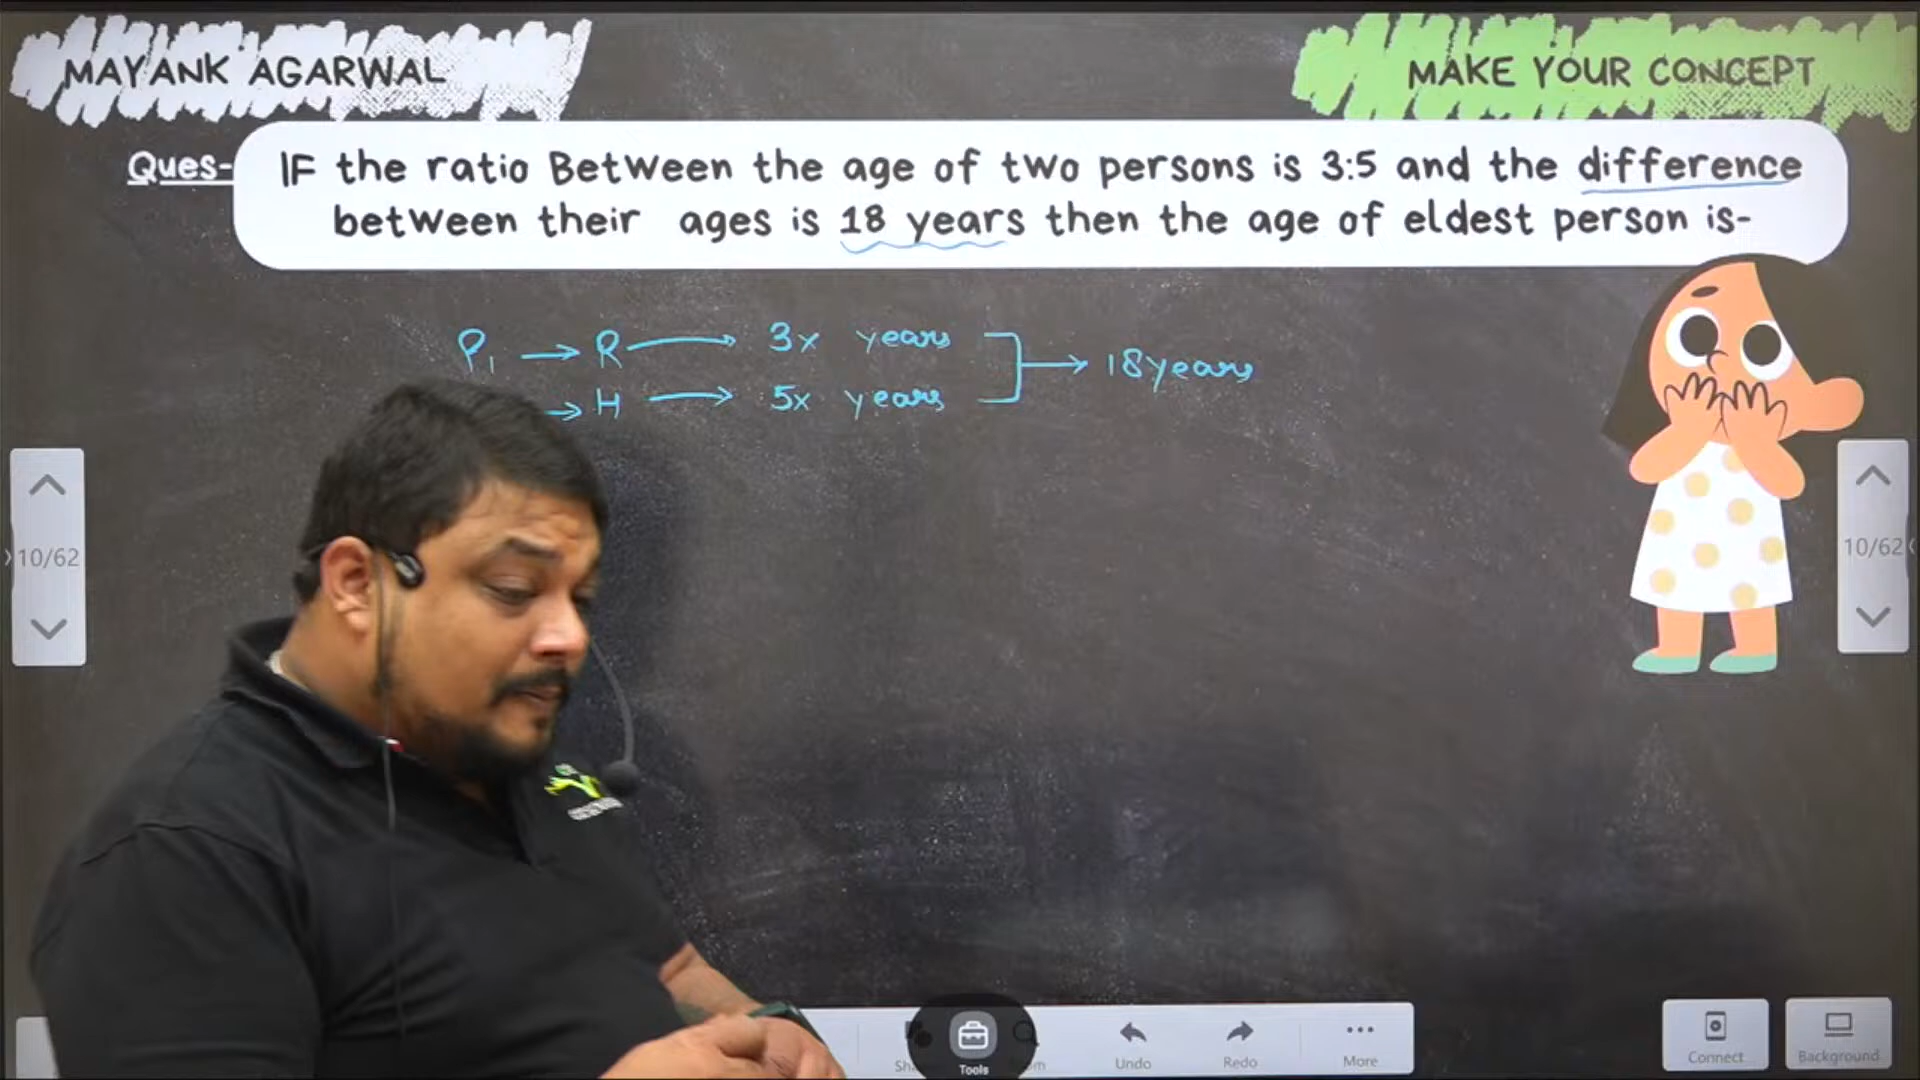 MAYANK AGARWAL
MAKE YOUR CONCEPT
Ques-
IF the ratio Between the age of two persons is 3:5 and the difference
between their ages is 18 years then the age of eldest person is-
P₁ → R → 3x years
→ H → 5x years
→ 18 years
10/62
10/62
Tools
Undo
Redo
More
Connect
Background